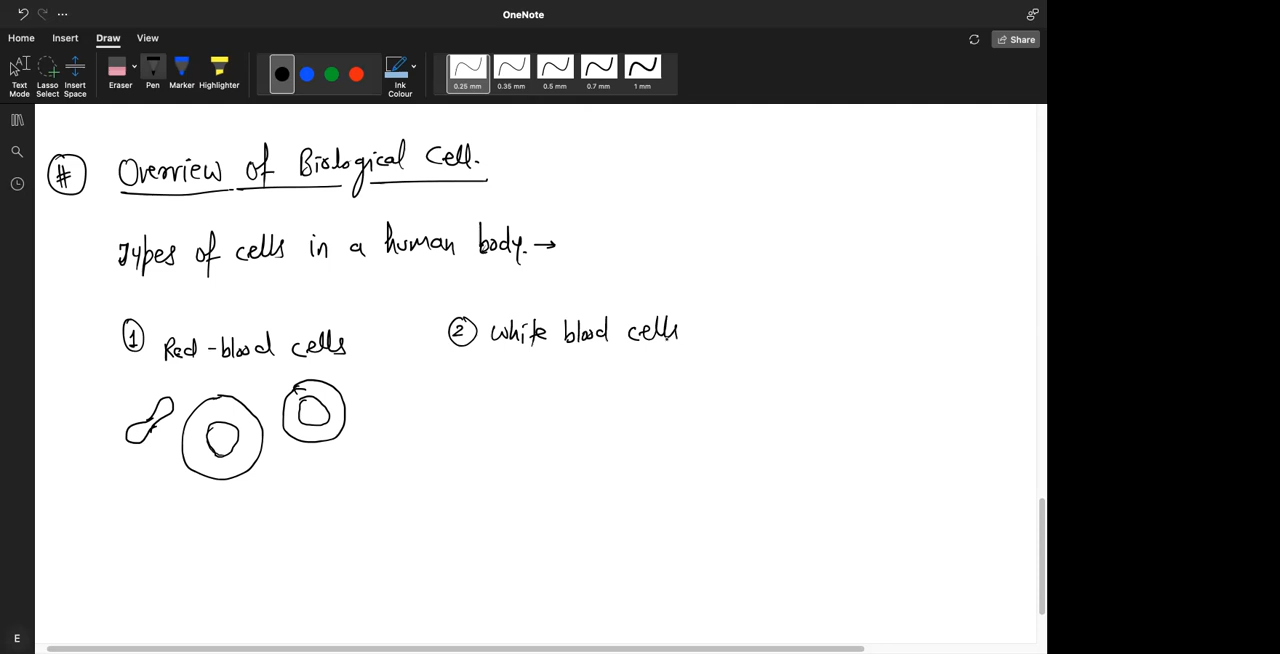 OneNote
Home Insert Draw View
Share
Text Mode
Lasso Select
Insert Space
Eraser
Pen
Marker
Highlighter
Ink Colour
0.25 mm
0.35 mm
0.5 mm
0.7 mm
1 mm
# Overview of Biological Cell.
Types of cells in a human body. →
1 Red-blood cells
2 White blood cells
E